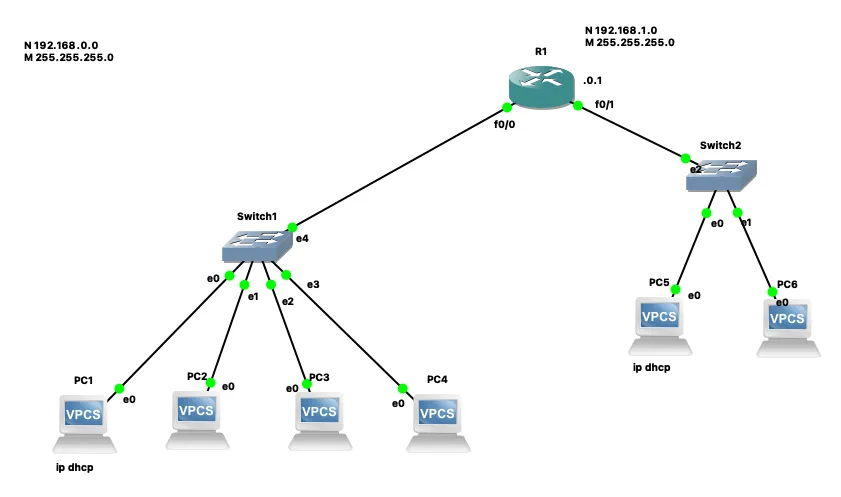 N 192.168.0.0
M 255.255.255.0
N 192.168.1.0
M 255.255.255.0
R1
.0.1
f0/0
f0/1
Switch2
e2
e0
e1
Switch1
e4
e0
e1
e2
e3
PC5
e0
VPCS
ip dhcp
PC6
e0
VPCS
PC1
e0
VPCS
ip dhcp
PC2
e0
VPCS
PC3
e0
VPCS
PC4
e0
VPCS